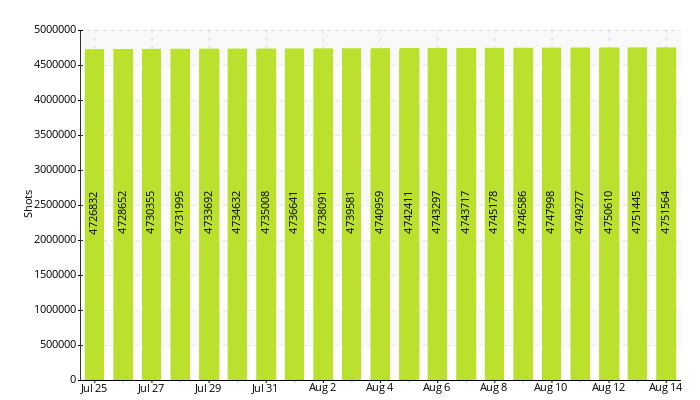 5000000
4500000
4000000
3500000
3000000
2500000
2000000
1500000
1000000
500000
0
Shots
4726832
4728652
4730355
4731995
4733692
4734632
4735008
4736641
4738091
4739581
4740959
4742411
4743297
4743717
4745178
4746586
4747998
4749277
4750610
4751445
4751564
Jul 25
Jul 27
Jul 29
Jul 31
Aug 2
Aug 4
Aug 6
Aug 8
Aug 10
Aug 12
Aug 14